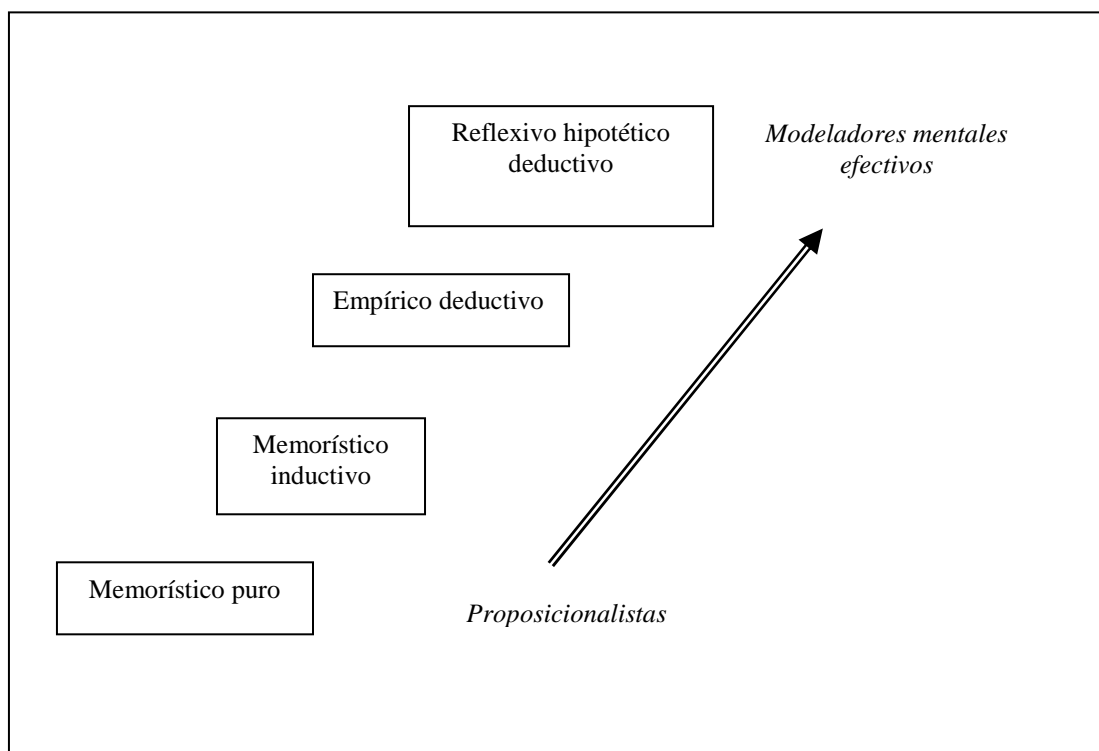 Reflexivo hipotético
deductivo
Modeladores mentales
efectivos
Empírico deductivo
Memorístico
inductivo
Memorístico puro
Proposicionalistas